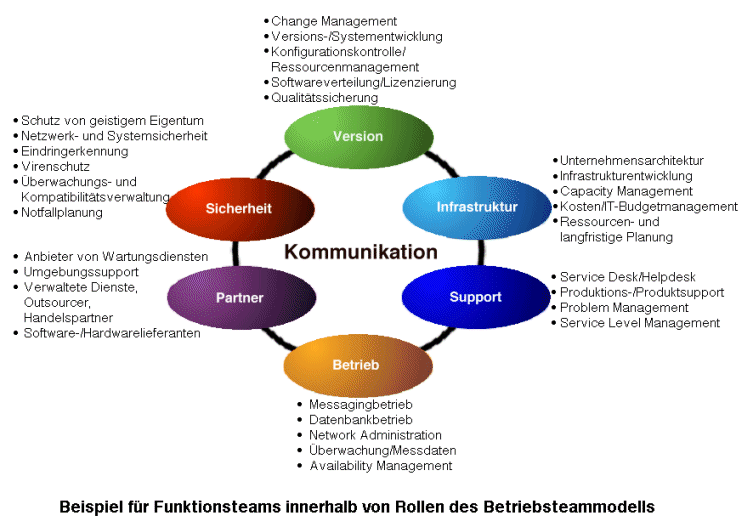 • Change Management
• Versions-/Systementwicklung
• Konfigurationskontrolle/
Ressourcenmanagement
• Softwareverteilung/Lizenzierung
• Qualitätssicherung
Version
• Schutz von geistigem Eigentum
• Netzwerk- und Systemsicherheit
• Eindringerkennung
• Virenschutz
• Überwachungs- und
Kompatibilitätsverwaltung
• Notfallplanung
Sicherheit
• Unternehmensarchitektur
• Infrastrukturentwicklung
• Capacity Management
• Kosten/IT-Budgetmanagement
• Ressourcen- und
langfristige Planung
Infrastruktur
Kommunikation
• Anbieter von Wartungsdiensten
• Umgebungssupport
• Verwaltete Dienste,
Outsourcer,
Handelspartner
• Software-/Hardwarelieferanten
Partner
Support
• Service Desk/Helpdesk
• Produktions-/Produktsupport
• Problem Management
• Service Level Management
Betrieb
• Messagingbetrieb
• Datenbankbetrieb
• Network Administration
• Überwachung/Messdaten
• Availability Management
Beispiel für Funktionsteams innerhalb von Rollen des Betriebsteammodells